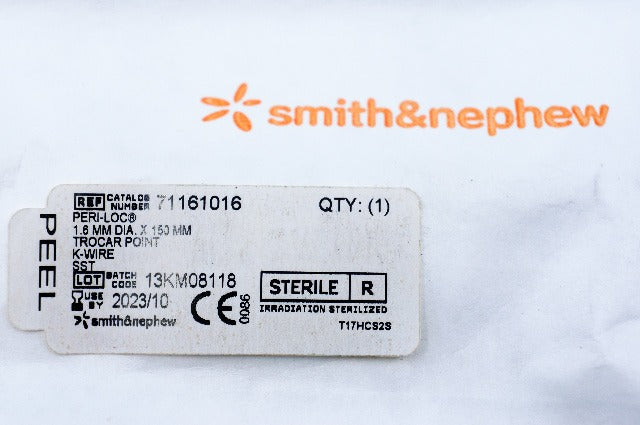 smith&nephew
REF CATALOG NUMBER 71161016 QTY: (1)
PERI-LOC®
1.6 MM DIA. X 150 MM
TROCAR POINT
K-WIRE
SST
LOT BATCH CODE 13KM08118
USE BY 2023/10
CE 0086
STERILE R
IRRADIATION STERILIZED
smith&nephew
T17HCS2S
PEEL